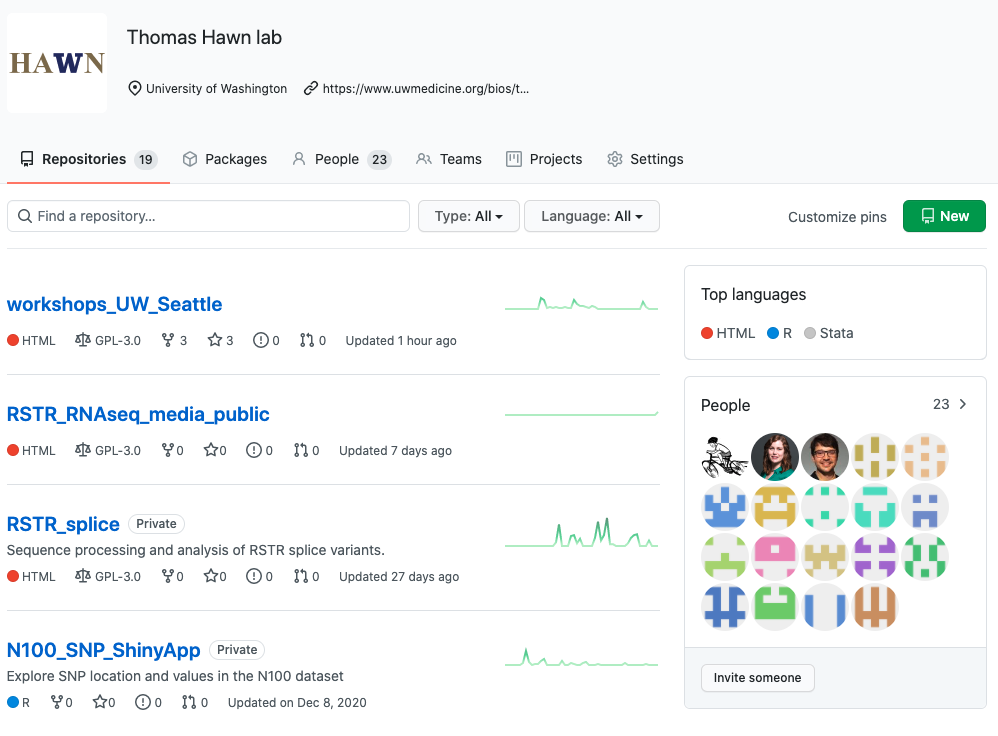 HAWN
Thomas Hawn lab
University of Washington https://www.uwmedicine.org/bios/t...
Repositories 19 Packages People 23 Teams Projects Settings
Find a repository... Type: All Language: All Customize pins New
workshops_UW_Seattle
HTML GPL-3.0 3 3 0 0 Updated 1 hour ago
RSTR_RNAseq_media_public
HTML GPL-3.0 0 0 0 0 Updated 7 days ago
RSTR_splice Private
Sequence processing and analysis of RSTR splice variants.
HTML GPL-3.0 0 0 0 0 Updated 27 days ago
N100_SNP_ShinyApp Private
Explore SNP location and values in the N100 dataset
R 0 0 0 0 Updated on Dec 8, 2020
Top languages
HTML R Stata
People 23
Invite someone